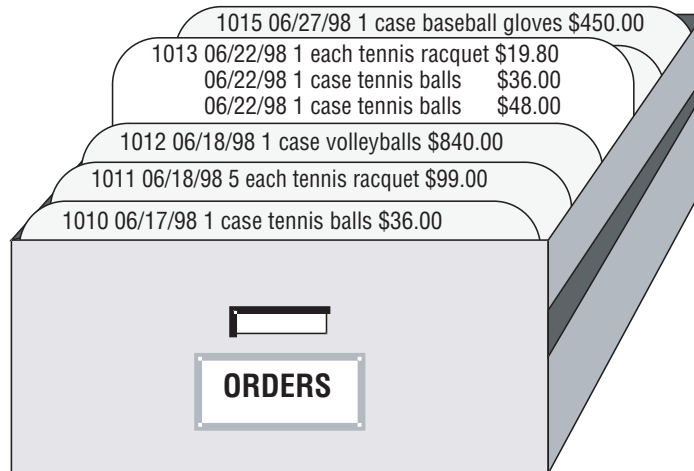 1015 06/27/98 1 case baseball gloves $450.00
1013 06/22/98 1 each tennis racquet $19.80
06/22/98 1 case tennis balls $36.00
06/22/98 1 case tennis balls $48.00
1012 06/18/98 1 case volleyballs $840.00
1011 06/18/98 5 each tennis racquet $99.00
1010 06/17/98 1 case tennis balls $36.00
ORDERS